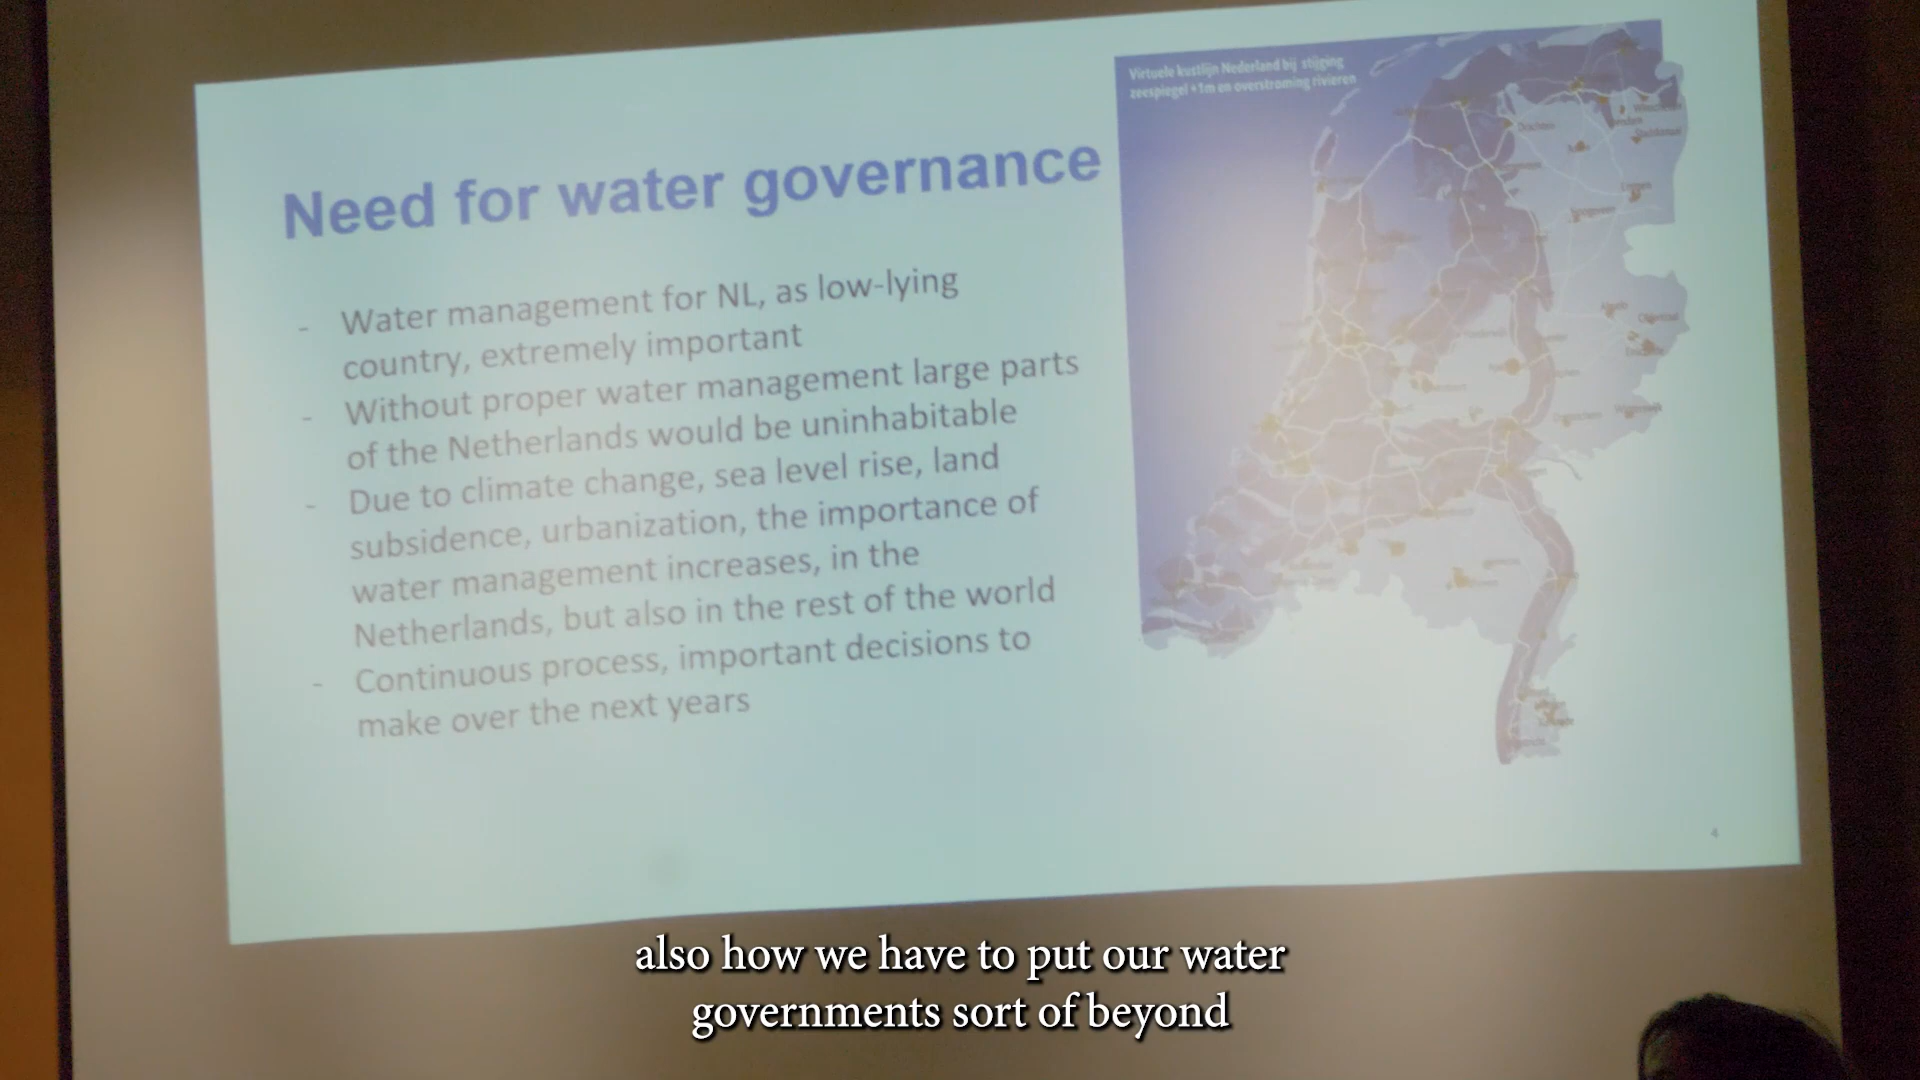 Need for water governance
- Water management for NL, as low-lying
country, extremely important
- Without proper water management large parts
of the Netherlands would be uninhabitable
- Due to climate change, sea level rise, land
subsidence, urbanization, the importance of
water management increases, in the
Netherlands, but also in the rest of the world
- Continuous process, important decisions to
make over the next years
Virtuele kustlijn Nederland bij stijging
zeespiegel +1m en overstroming rivieren
Drachten
4
also how we have to put our water
governments sort of beyond